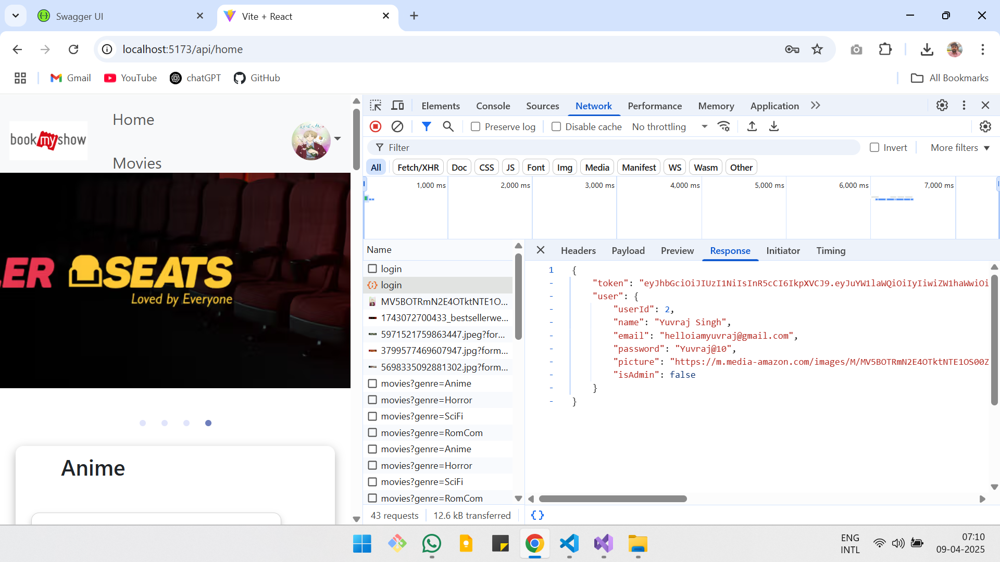 Swagger UI
Vite + React
localhost:5173/api/home
Gmail
YouTube
chatGPT
GitHub
All Bookmarks
Home
bookmyshow
Movies
LER SEATS
Loved by Everyone
Anime
Elements
Console
Sources
Network
Performance
Memory
Application
Preserve log
Disable cache
No throttling
Filter
Invert
More filters
All
Fetch/XHR
Doc
CSS
JS
Font
Img
Media
Manifest
WS
Wasm
Other
1,000 ms
2,000 ms
3,000 ms
4,000 ms
5,000 ms
6,000 ms
7,000 ms
Name
login
login
MV5BOTRmN2E4OTktNTE1O...
1743072700433_bestsellerwe...
5971521759863447.jpeg?for...
3799577469607947.jpg?form...
5698335092881302.jpg?form...
movies?genre=Anime
movies?genre=Horror
movies?genre=SciFi
movies?genre=RomCom
movies?genre=Anime
movies?genre=Horror
movies?genre=SciFi
movies?genre=RomCom
43 requests
12.6 kB transferred
Headers
Payload
Preview
Response
Initiator
Timing
1 {
- "token": "eyJhbGciOiJIUzI1NiIsInR5cCI6IkpXVCJ9.eyJuYW1laWQiOiIyIiwiZW1haWwiOi
- "user": {
- "userId": 2,
- "name": "Yuvraj Singh",
- "email": "helloiamyuvraj@gmail.com",
- "password": "Yuvraj@10",
- "picture": "https://m.media-amazon.com/images/M/MV5BOTRmN2E4OTktNTE1OS00Z
- "isAdmin": false
- }
- }
{}
ENG
INTL
07:10
09-04-2025